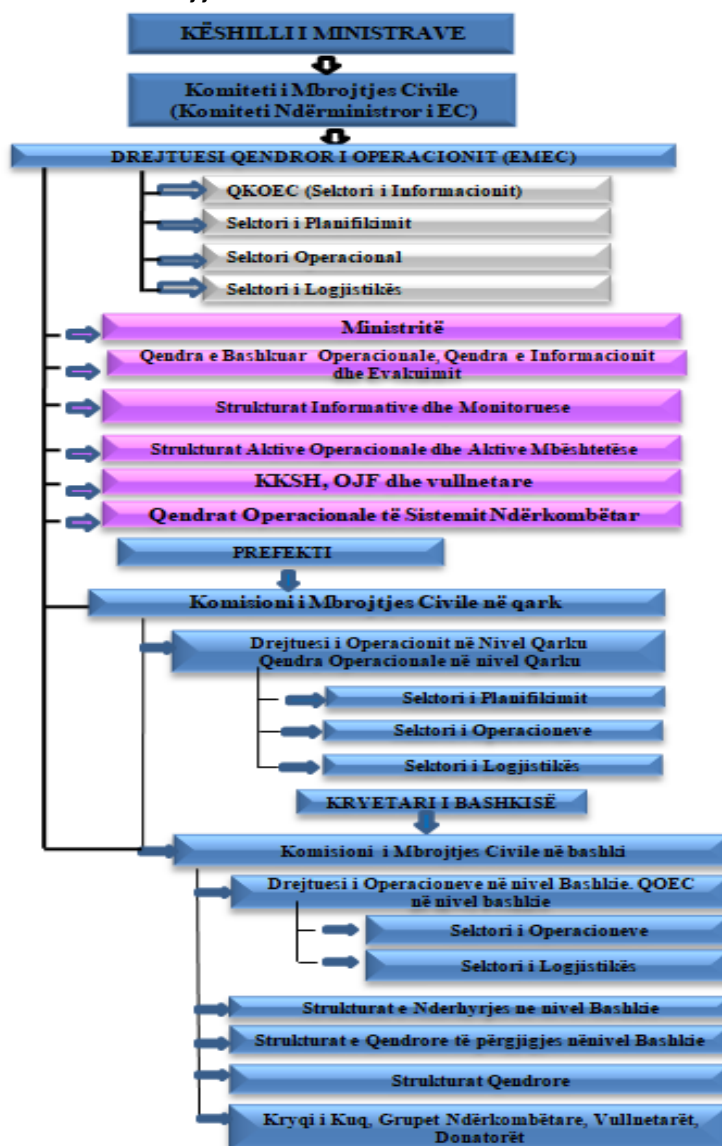 KËSHILLI I MINISTRAVE
Komiteti i Mbrojtjes Civile
(Komiteti Ndërministror i EC)
DREJTUESI QENDROR I OPERACIONIT (EMEC)
QKOEC (Sektori i Informacionit)
Sektori i Planifikimit
Sektori Operacional
Sektori i Logjistikës
Ministritë
Qendra e Bashkuar Operacionale, Qendra e Informacionit
dhe Evakuimit
Strukturat Informative dhe Monitoruese
Strukturat Aktive Operacionale dhe Aktive Mbështetëse
KKSH, OJF dhe vullnetare
Qendrat Operacionale të Sistemit Ndërkombëtar
PREFEKTI
Komisioni i Mbrojtjes Civile në qark
Drejtuesi i Operacionit në Nivel Qarku
Qendra Operacionale në nivel Qarku
Sektori i Planifikimit
Sektori i Operacioneve
Sektori i Logjistikës
KRYETARI I BASHKISË
Komisioni i Mbrojtjes Civile në bashki
Drejtuesi i Operacioneve në nivel Bashkie. QOEC
në nivel bashkie
Sektori i Operacioneve
Sektori i Logjistikës
Strukturat e Nderhyrjes ne nivel Bashkie
Strukturat e Qendrore të përgjigjes nënivel Bashkie
Strukturat Qendrore
Kryqi i Kuq, Grupet Ndërkombëtare, Vullnetarët,
Donatorët